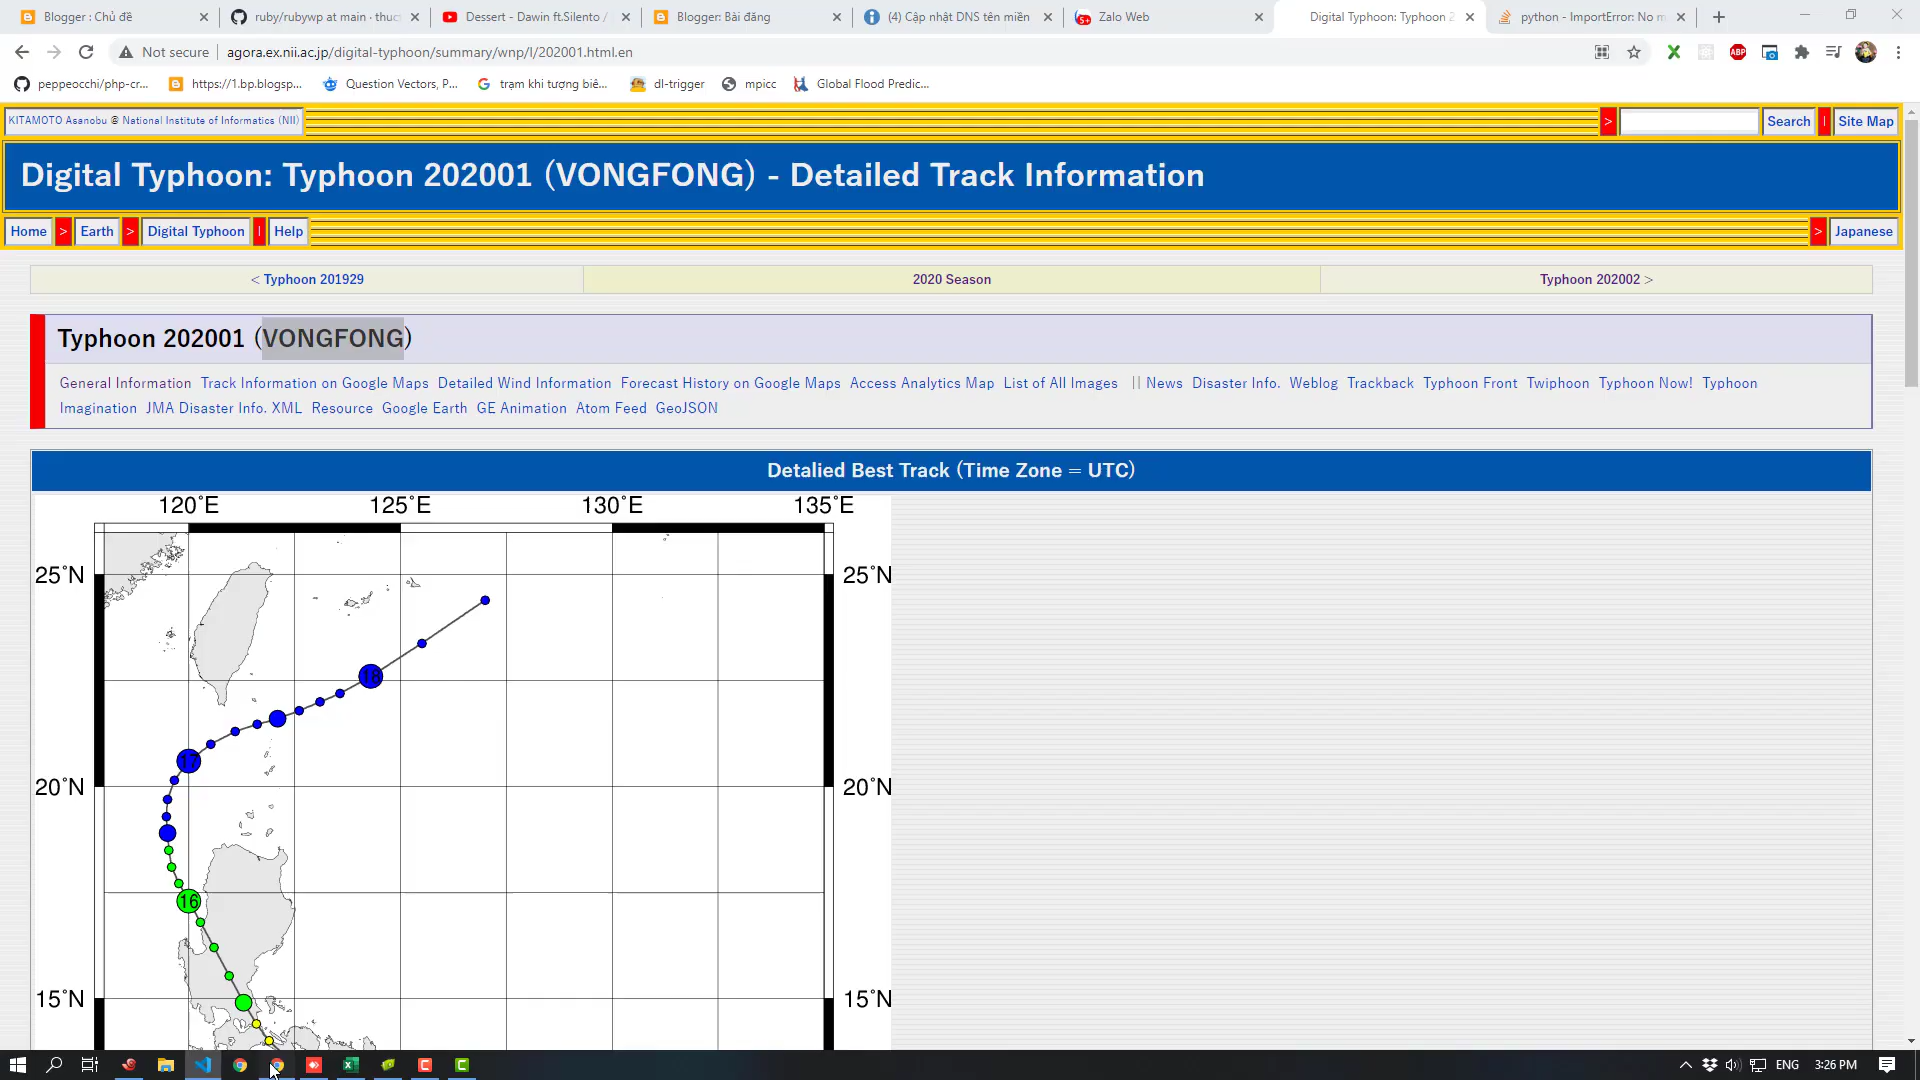 Blogger : Chủ đề
ruby/rubywp at main · thuc
Dessert - Dawin ft.Silento /
Blogger: Bài đăng
(4) Cập nhật DNS tên miền
Zalo Web
Digital Typhoon: Typhoon 2
python - ImportError: No m
Not secure
agora.ex.nii.ac.jp/digital-typhoon/summary/wnp/l/202001.html.en
ABP
peppeocchi/php-cr...
https://1.bp.blogsp...
Question Vectors, P...
trạm khi tượng biê...
dl-trigger
mpicc
Global Flood Predic...
KITAMOTO Asanobu @ National Institute of Informatics (NII)
>
Search
|
Site Map
Digital Typhoon: Typhoon 202001 (VONGFONG) - Detailed Track Information
Home > Earth > Digital Typhoon | Help
> Japanese
< Typhoon 201929
2020 Season
Typhoon 202002 >
Typhoon 202001 (VONGFONG)
General Information Track Information on Google Maps Detailed Wind Information Forecast History on Google Maps Access Analytics Map List of All Images || News Disaster Info. Weblog Trackback Typhoon Front Twiphoon Typhoon Now! Typhoon
Imagination JMA Disaster Info. XML Resource Google Earth GE Animation Atom Feed GeoJSON
Detalied Best Track (Time Zone = UTC)
120°E 125°E 130°E 135°E
25°N 25°N
18
17
20°N 20°N
16
15°N 15°N
ENG
3:26 PM